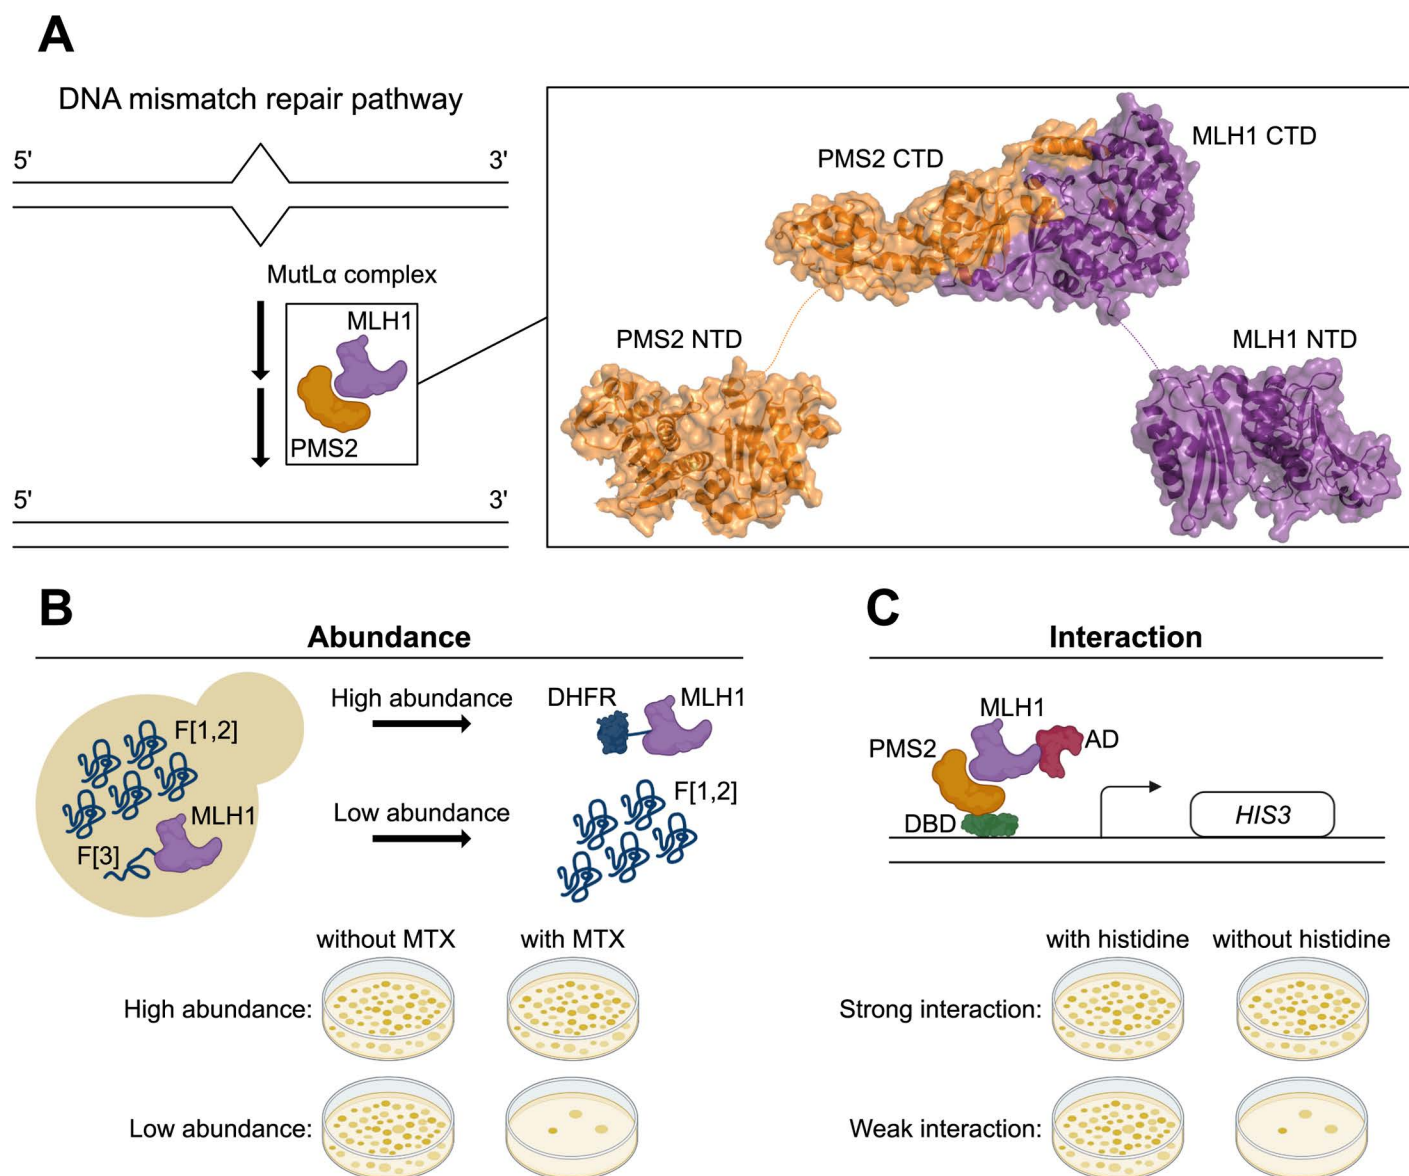 A
DNA mismatch repair pathway
5' 3'
MutLα complex
MLH1
PMS2
5' 3'
PMS2 CTD
MLH1 CTD
PMS2 NTD
MLH1 NTD
B
Abundance
F[1,2]
MLH1
F[3]
High abundance
DHFR
MLH1
Low abundance
F[1,2]
without MTX with MTX
High abundance:
Low abundance:
C
Interaction
MLH1
PMS2
AD
DBD
HIS3
with histidine without histidine
Strong interaction:
Weak interaction: